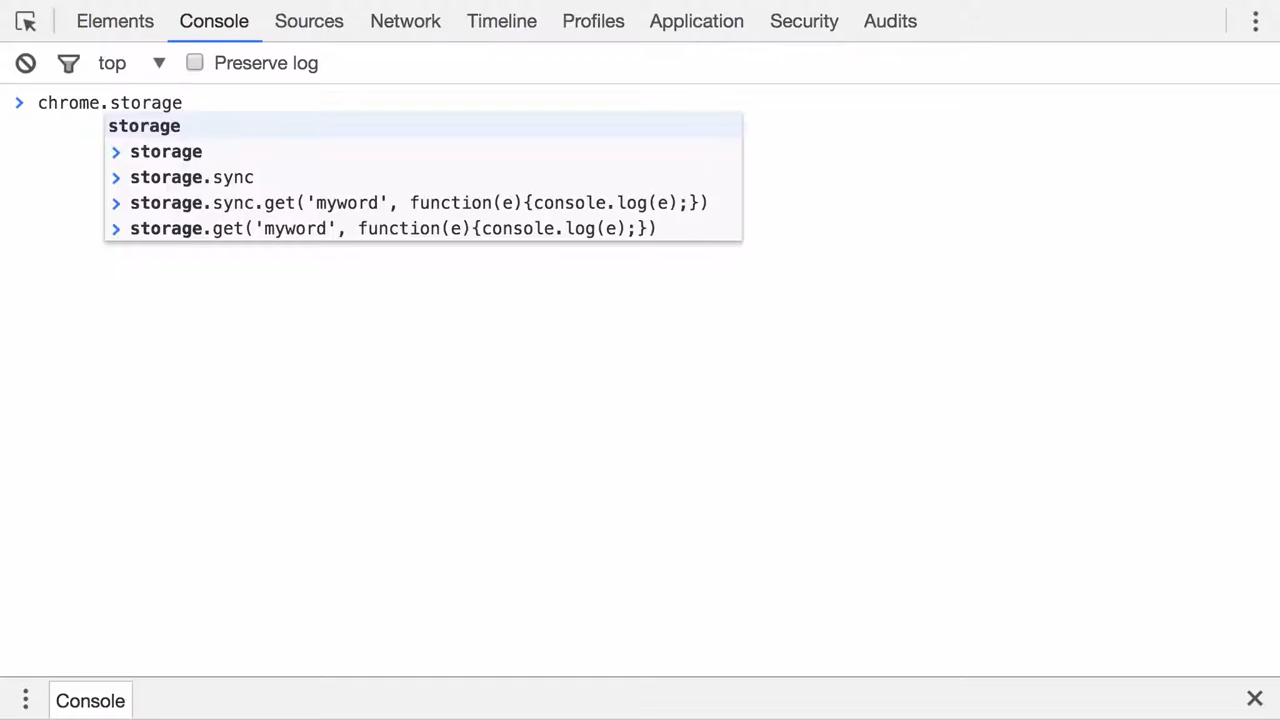 Elements Console Sources Network Timeline Profiles Application Security Audits
top Preserve log
> chrome.storage
storage
> storage
> storage.sync
> storage.sync.get('myword', function(e){console.log(e);})
> storage.get('myword', function(e){console.log(e);})
Console